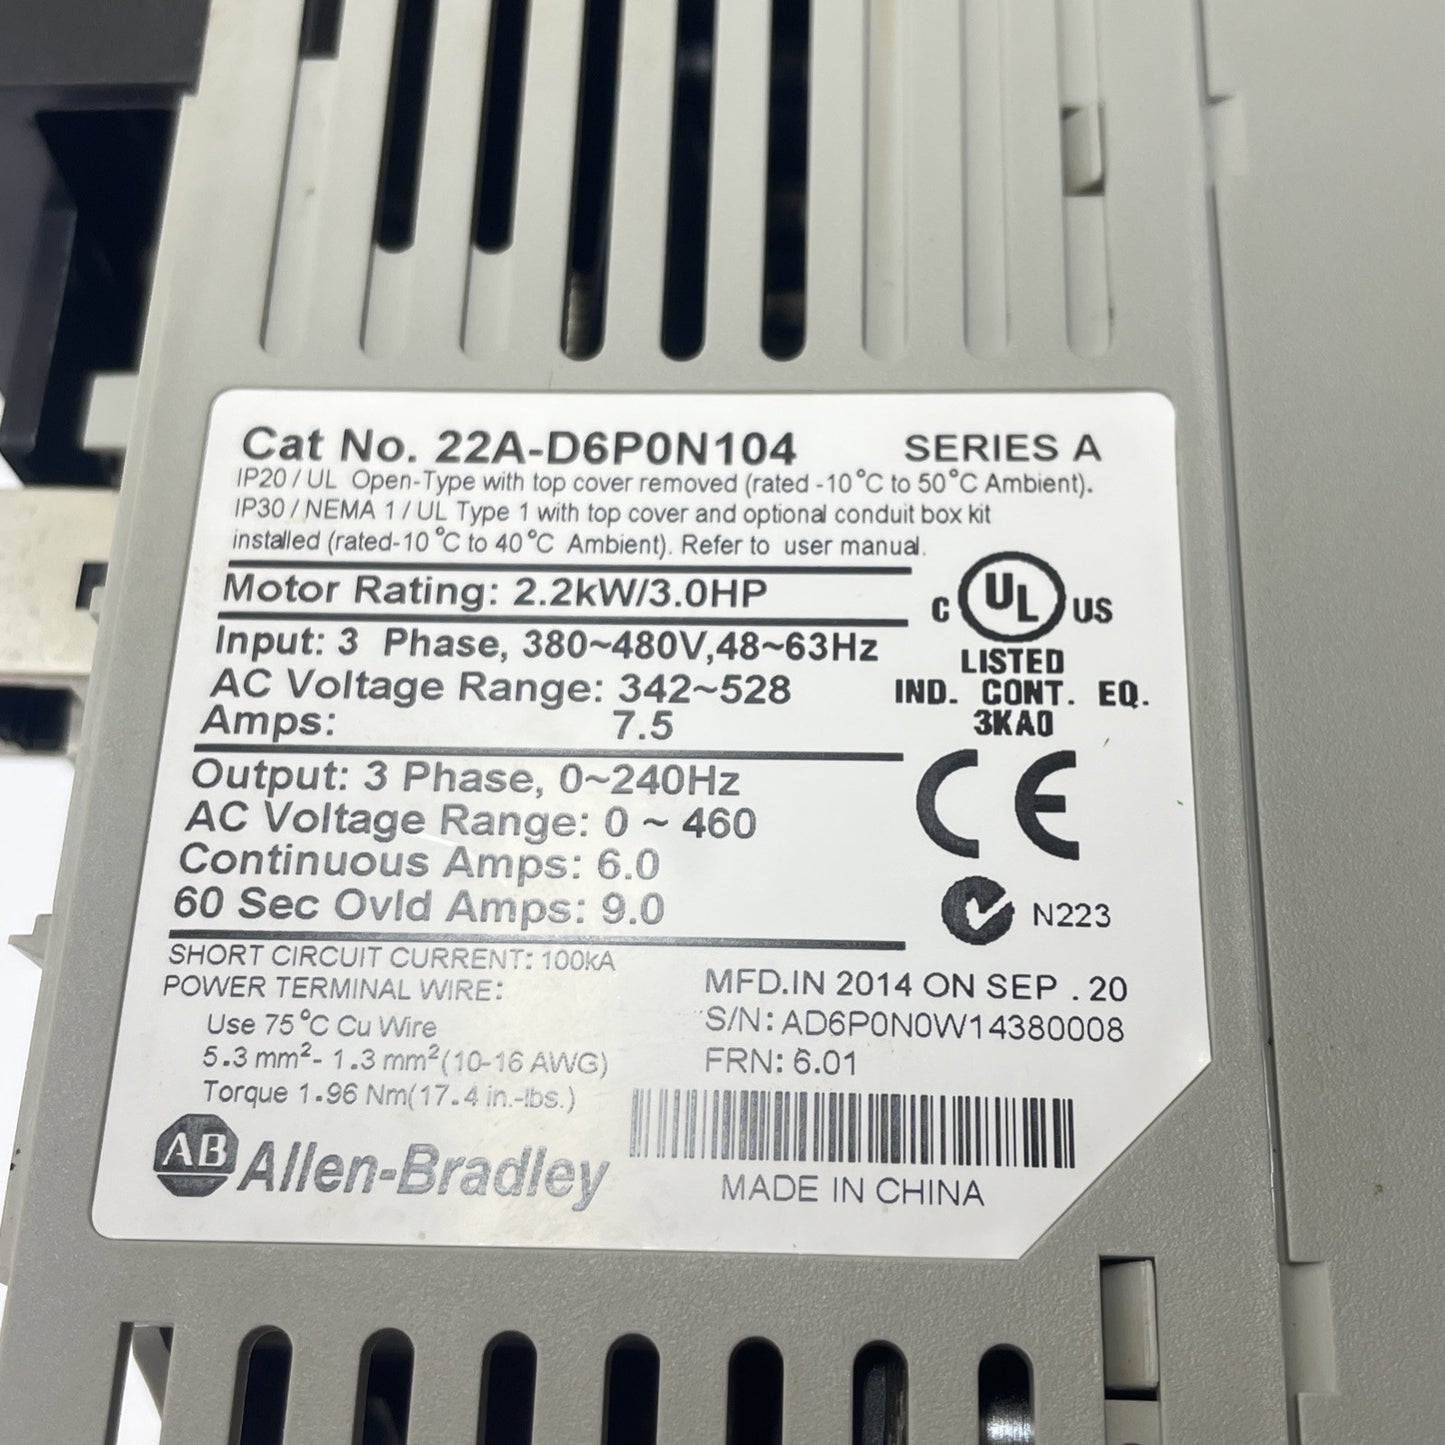 Cat No. 22A-D6P0N104 SERIES A
IP20 / UL Open-Type with top cover removed (rated -10°C to 50°C Ambient).
IP30 / NEMA 1 / UL Type 1 with top cover and optional conduit box kit
installed (rated-10°C to 40°C Ambient). Refer to user manual.
Motor Rating: 2.2kW/3.0HP
Input: 3 Phase, 380~480V,48~63Hz
AC Voltage Range: 342~528
Amps: 7.5
C UL US
LISTED
IND. CONT. EQ.
3KA0
CE
Output: 3 Phase, 0~240Hz
AC Voltage Range: 0 ~ 460
Continuous Amps: 6.0
60 Sec Ovld Amps: 9.0
N223
SHORT CIRCUIT CURRENT: 100kA
POWER TERMINAL WIRE:
Use 75°C Cu Wire
5.3 mm²- 1.3 mm²(10-16 AWG)
Torque 1.96 Nm(17.4 in.-lbs.)
MFD.IN 2014 ON SEP . 20
S/N: AD6P0N0W14380008
FRN: 6.01
AB Allen-Bradley
MADE IN CHINA